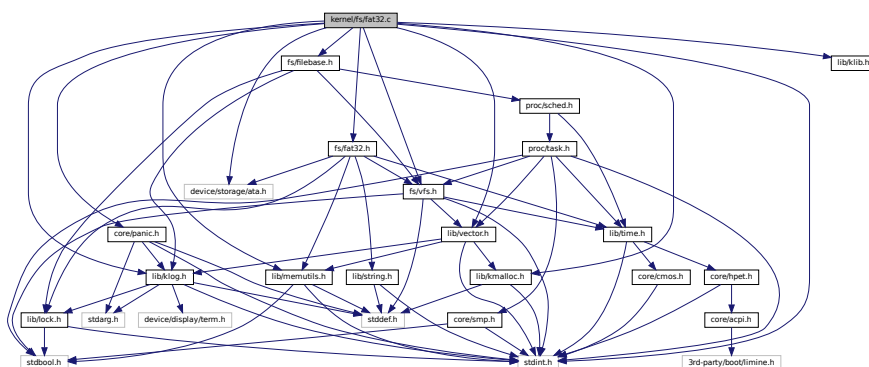 kernel/fs/fat32.c
fs/filebase.h
lib/klib.h
proc/sched.h
fs/fat32.h
proc/task.h
device/storage/ata.h
fs/vfs.h
core/panic.h
lib/vector.h
lib/time.h
lib/klog.h
lib/memutils.h
lib/string.h
lib/kmalloc.h
core/cmos.h
core/hpet.h
lib/lock.h
stdarg.h
device/display/term.h
stddef.h
core/smp.h
core/acpi.h
stdbool.h
stdint.h
3rd-party/boot/limine.h